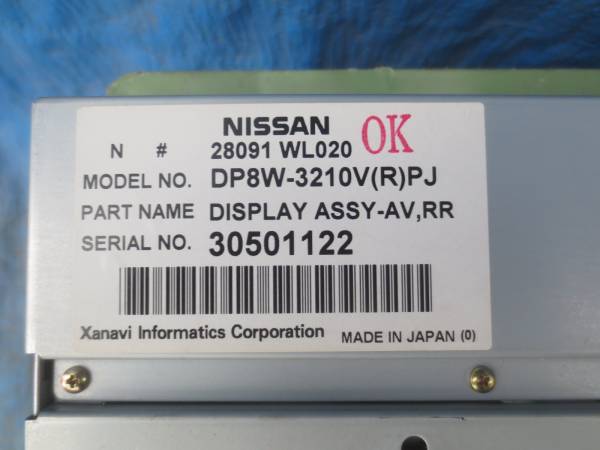 NISSAN OK
N # 28091 WL020
MODEL NO. DP8W-3210V(R)PJ
PART NAME DISPLAY ASSY-AV,RR
SERIAL NO. 30501122
Xanavi Informatics Corporation MADE IN JAPAN (0)